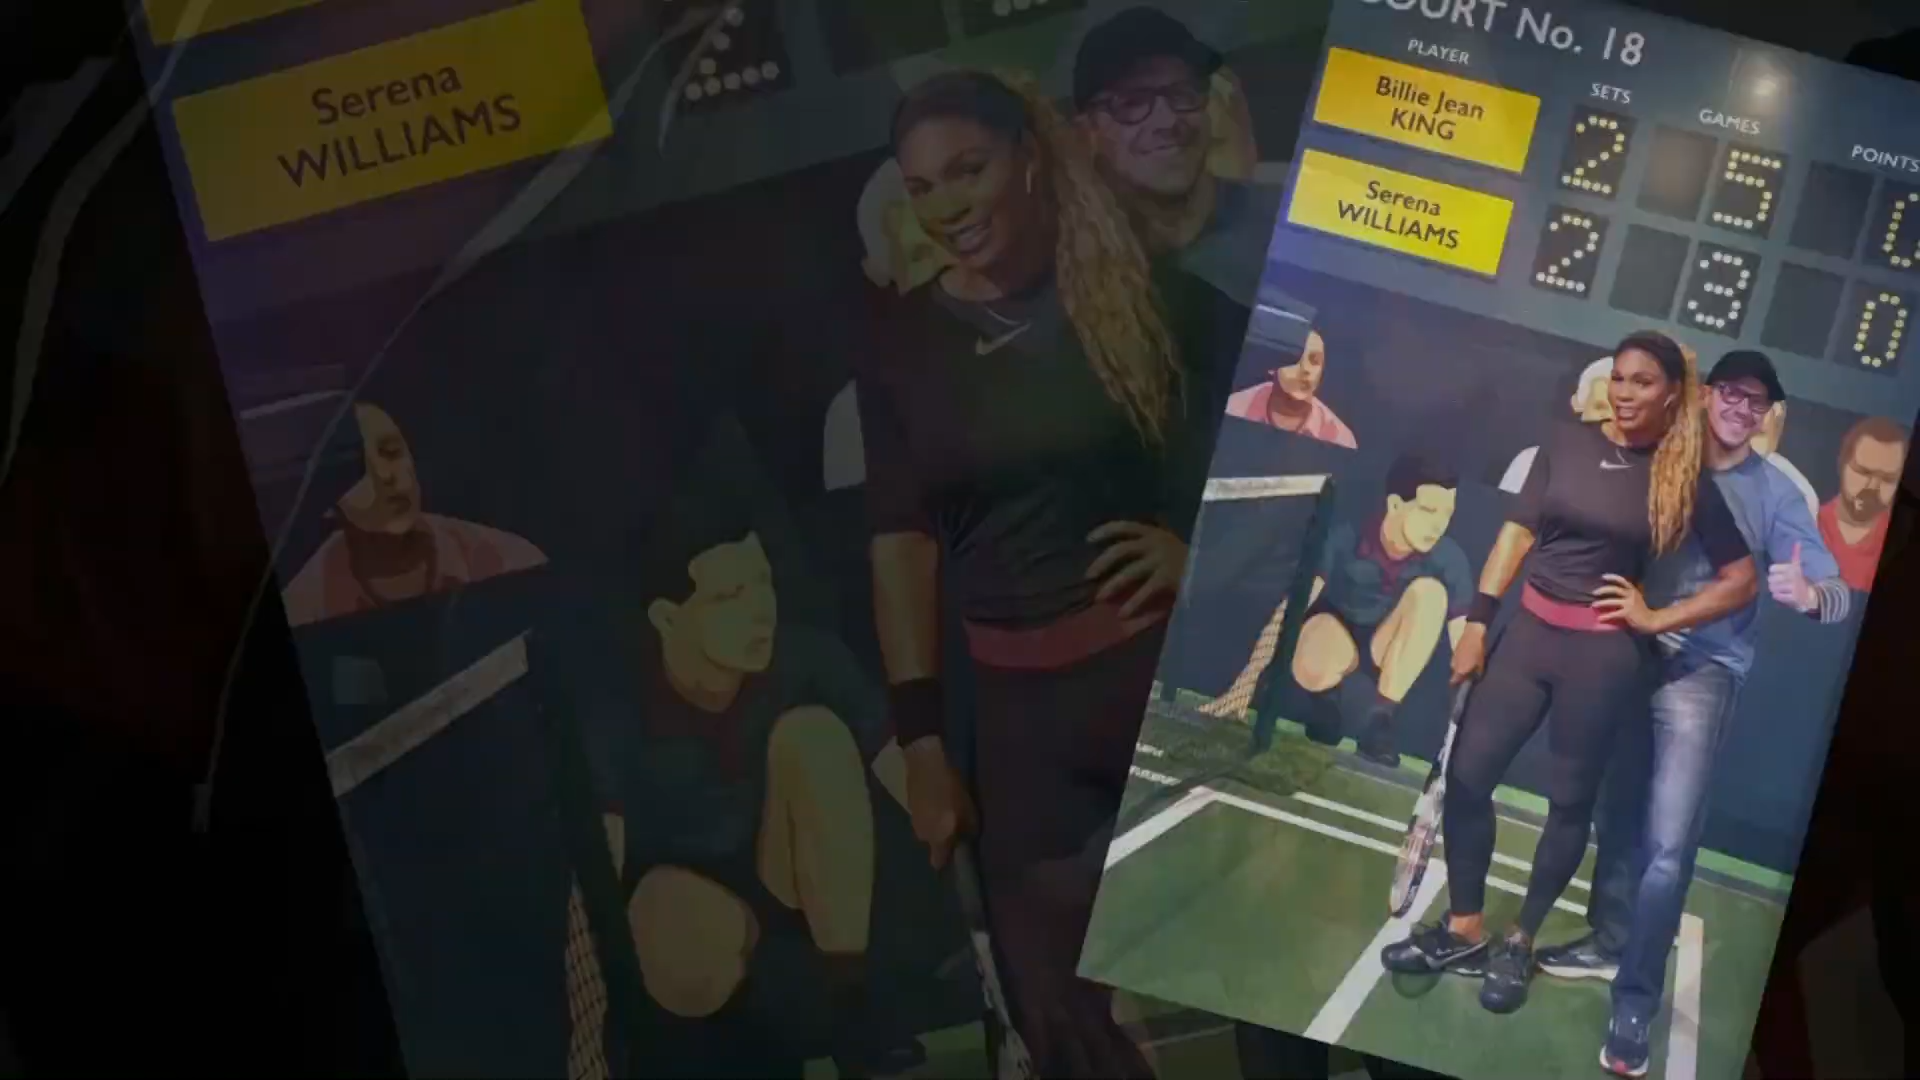 Serena
WILLIAMS
2
COURT No. 18
PLAYER
SETS
GAMES
POINTS
Billie Jean
KING
2 5
Serena
WILLIAMS
2 3 0